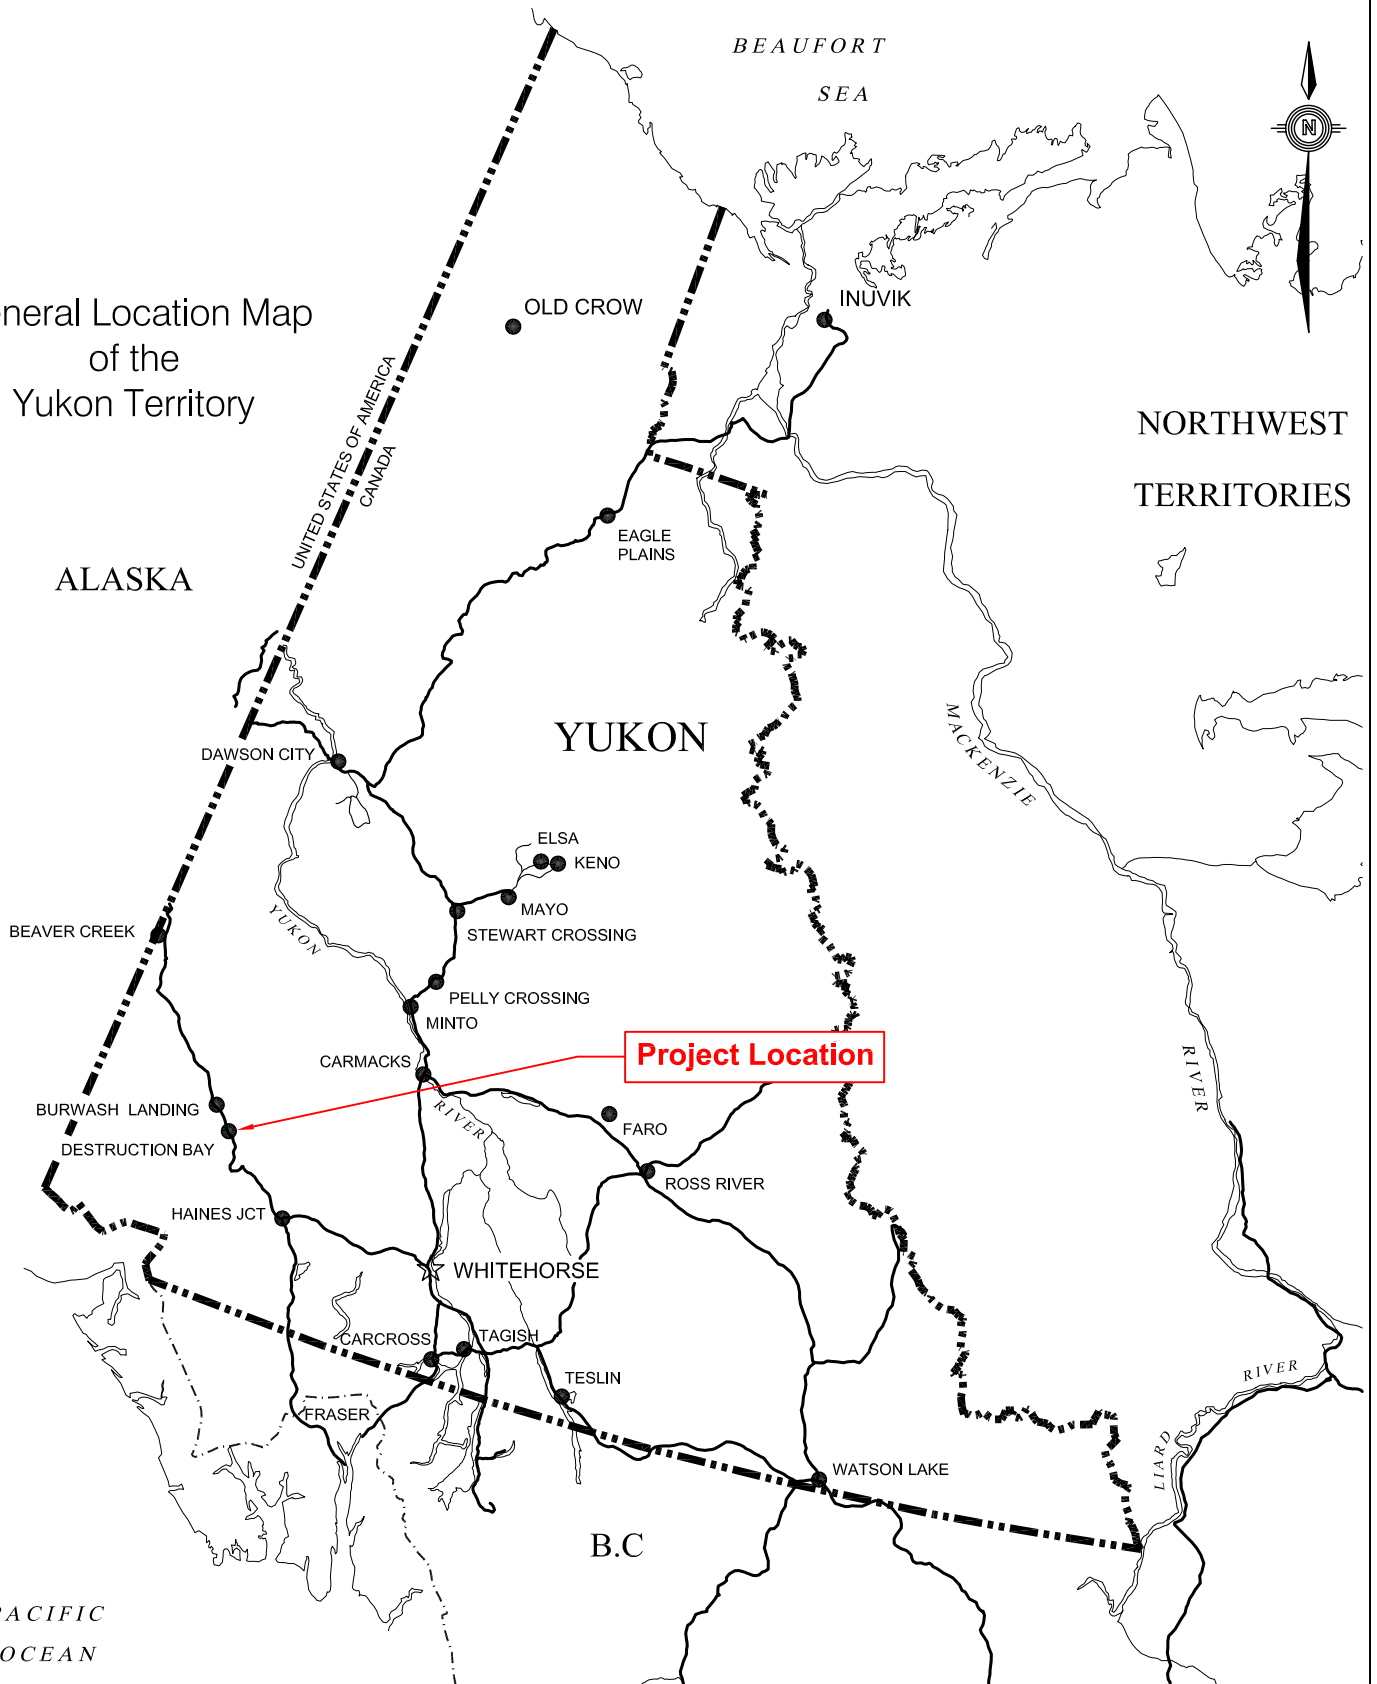 BEAUFORT
SEA
N
OLD CROW
INUVIK
General Location Map
of the
Yukon Territory
UNITED STATES OF AMERICA
CANADA
NORTHWEST
TERRITORIES
EAGLE
PLAINS
ALASKA
YUKON
MACKENZIE
DAWSON CITY
ELSA
KENO
MAYO
YUKON
STEWART CROSSING
BEAVER CREEK
PELLY CROSSING
MINTO
Project Location
CARMACKS
RIVER
BURWASH LANDING
RIVER
FARO
DESTRUCTION BAY
ROSS RIVER
HAINES JCT
WHITEHORSE
CARCROSS
TAGISH
TESLIN
RIVER
FRASER
LIARD
WATSON LAKE
B.C
PACIFIC
OCEAN